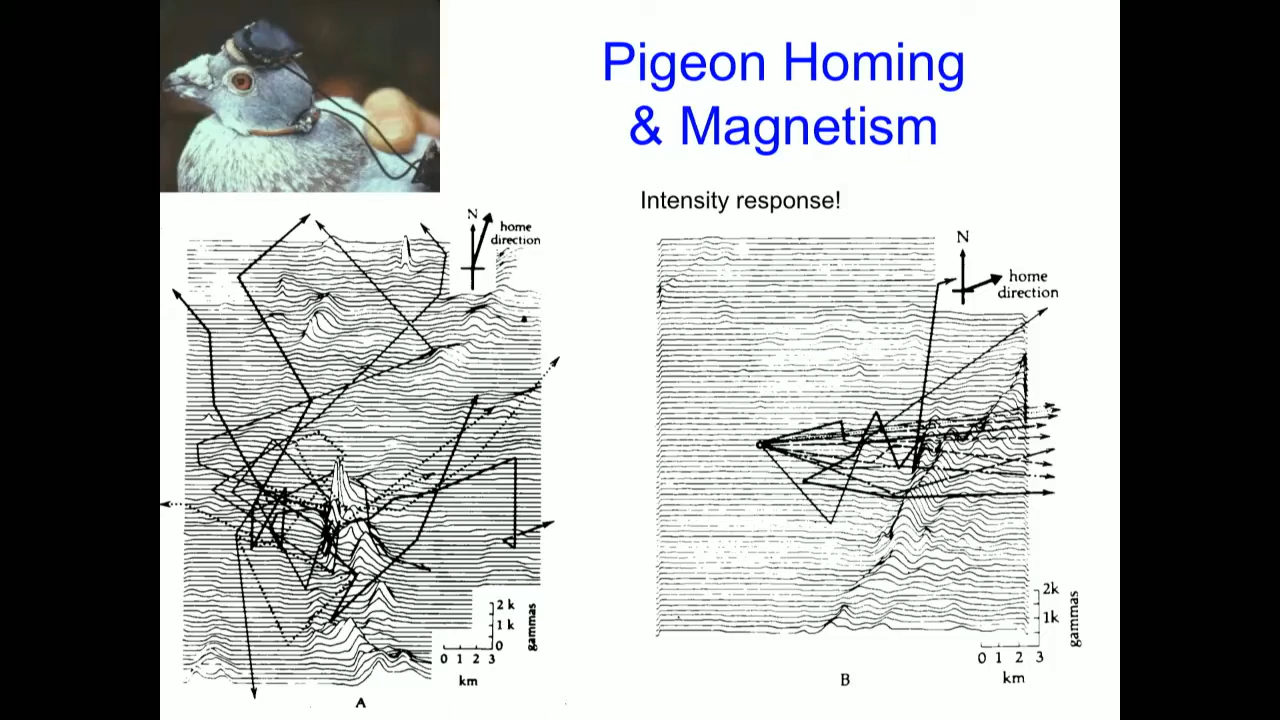 Pigeon Homing
& Magnetism
Intensity response!
N
home
direction
2 k
1 k
0
gammas
0 1 2 3
km
A
N
home
direction
2k
1k
gammas
0 1 2 3
km
B